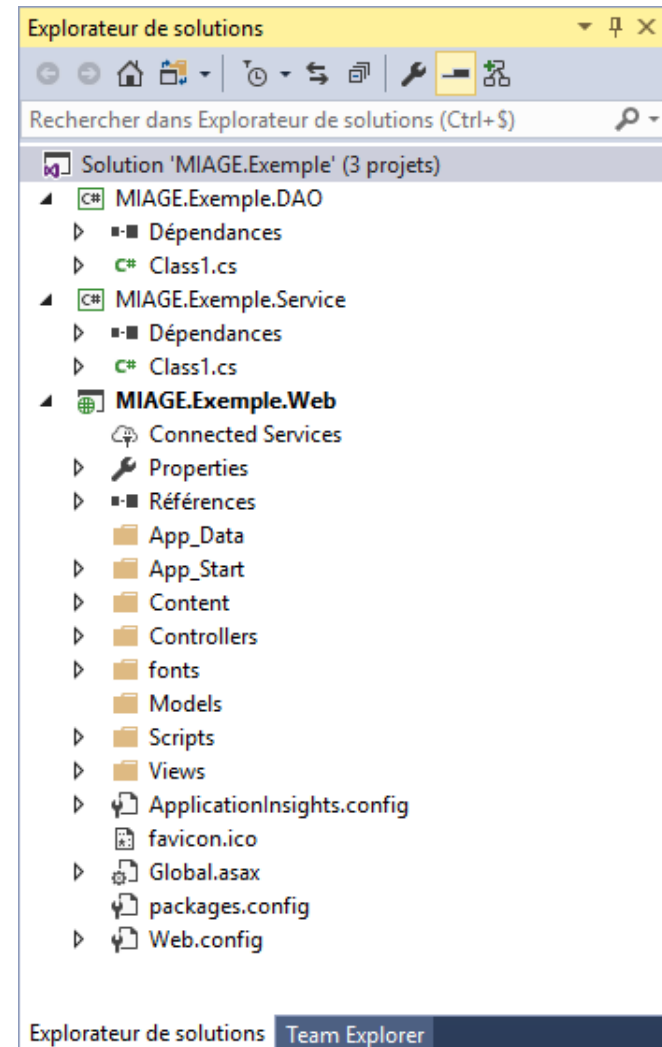 Explorateur de solutions
Rechercher dans Explorateur de solutions (Ctrl+$)
Solution 'MIAGE.Exemple' (3 projets)
C# MIAGE.Exemple.DAO
Dépendances
C# Class1.cs
C# MIAGE.Exemple.Service
Dépendances
C# Class1.cs
MIAGE.Exemple.Web
Connected Services
Properties
Références
App_Data
App_Start
Content
Controllers
fonts
Models
Scripts
Views
ApplicationInsights.config
favicon.ico
Global.asax
packages.config
Web.config
Explorateur de solutions Team Explorer